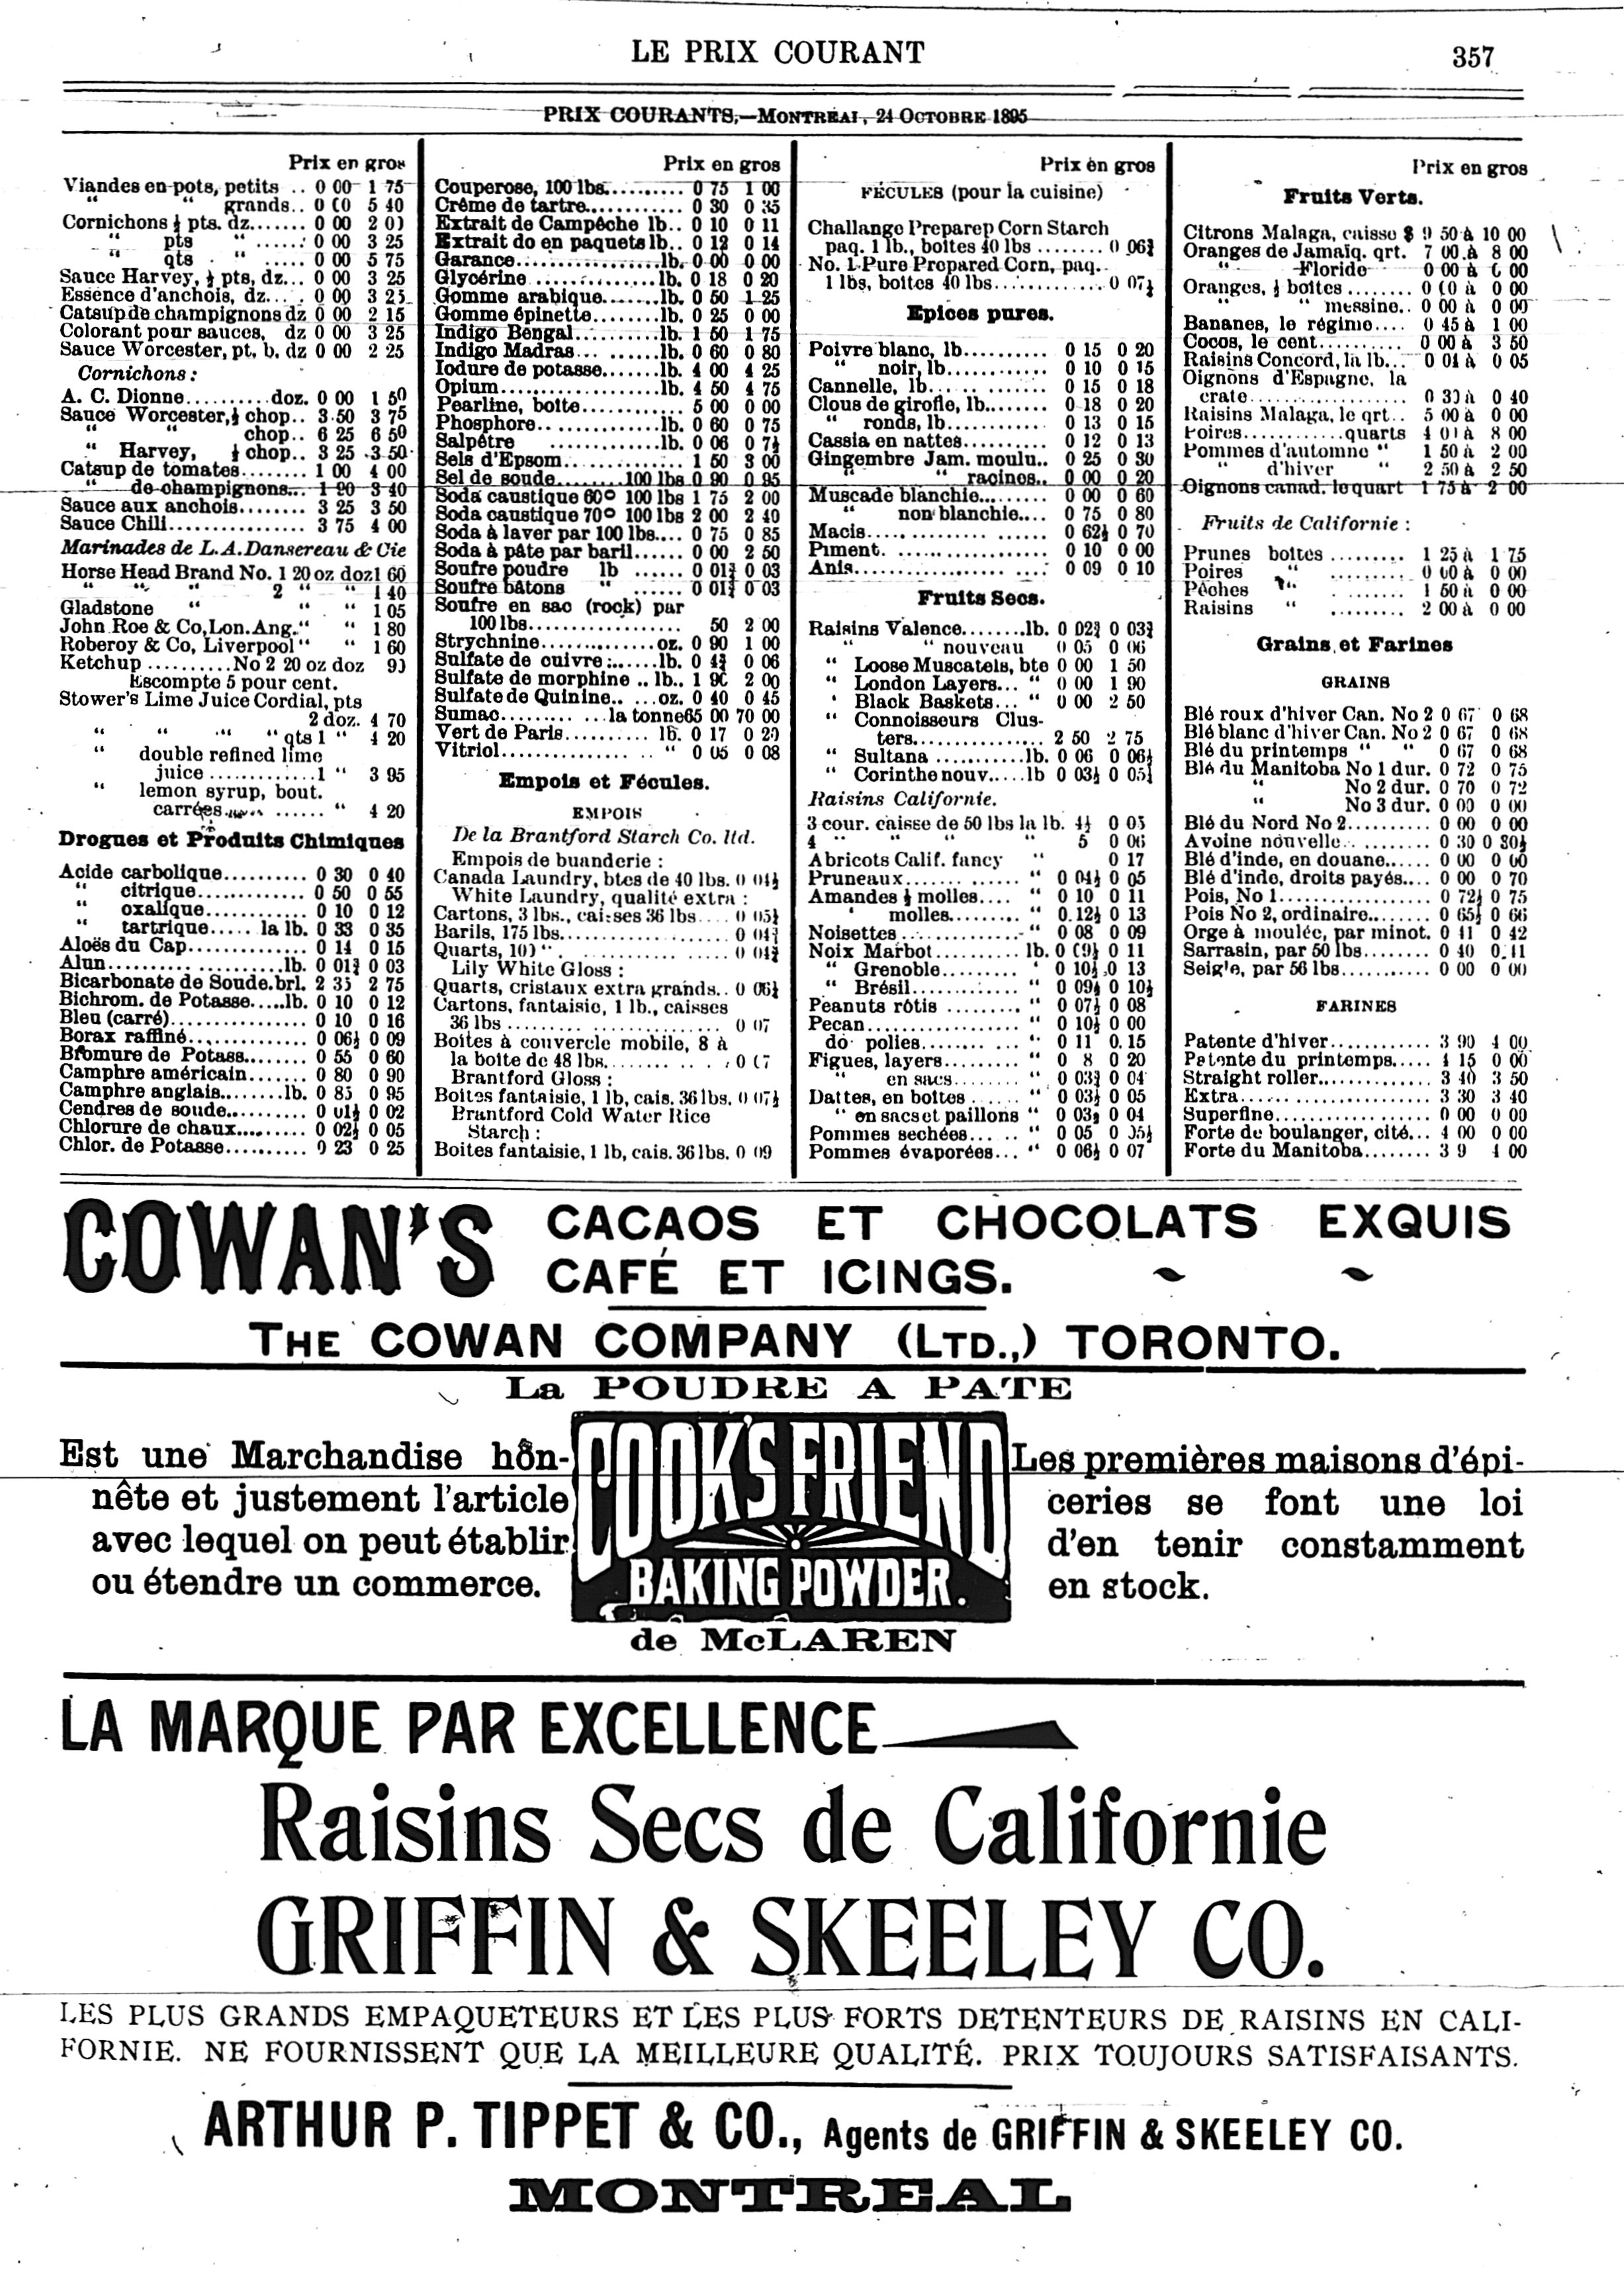 LE PRIX COURANT
357
PRIX COURANTS,—MONTREAL, 24 OCTOBRE 1895
Prix en gros
Viandes en pots, petits .. 0 00 1 75
“ “ grands.. 0 00 5 40
Cornichons ½ pts. dz....... 0 00 2 00
“ pts “ ...... 0 00 3 25
“ qts “ ..... 0 00 5 75
Sauce Harvey, ½ pts, dz... 0 00 3 25
Essence d'anchois, dz.... 0 00 3 25
Catsup de champignons dz 0 00 2 15
Colorant pour sauces, dz 0 00 3 25
Sauce Worcester, pt. b. dz 0 00 2 25
Cornichons :
A. C. Dionne..........doz. 0 00 1 50
Sauce Worcester, ½ chop.. 3 50 3 75
“ “ chop.. 6 25 6 50
“ Harvey, ½ chop.. 3 25 3 50
Catsup de tomates........ 1 00 4 00
“ de champignons... 1 90 3 40
Sauce aux anchois........ 3 25 3 50
Sauce Chili................ 3 75 4 00
Marinades de L. A. Dansereau & Cie
Horse Head Brand No. 1 20 oz doz 1 60
“ “ 2 “ “ 1 40
Gladstone “ “ “ 1 05
John Roe & Co, Lon. Ang.“ “ 1 80
Roberoy & Co, Liverpool “ “ 1 60
Ketchup ..........No 2 20 oz doz 90
Escompte 5 pour cent.
Stower's Lime Juice Cordial, pts
2 doz. 4 70
“ “ “ “ qts 1 “ 4 20
“ double refined lime
juice ............1 “ 3 95
“ lemon syrup, bout.
carrées........... “ 4 20
Drogues et Produits Chimiques
Acide carbolique.......... 0 30 0 40
“ citrique............. 0 50 0 55
“ oxalique............ 0 10 0 12
“ tartrique..... la lb. 0 33 0 35
Aloës du Cap............. 0 14 0 15
Alun....................lb. 0 01¾ 0 03
Bicarbonate de Soude.brl. 2 35 2 75
Bichrom. de Potasse.....lb. 0 10 0 12
Bleu (carré)............... 0 10 0 16
Borax raffiné.............. 0 06½ 0 09
Bromure de Potass........ 0 55 0 60
Camphre américain....... 0 80 0 90
Camphre anglais.......lb. 0 85 0 95
Cendres de soude.......... 0 01½ 0 02
Chlorure de chaux......... 0 02½ 0 05
Chlor. de Potasse.......... 0 23 0 25
Prix en gros
Couperose, 100 lbs.......... 0 75 1 00
Crême de tartre............ 0 30 0 35
Extrait de Campêche lb.. 0 10 0 11
Extrait do en paquets lb.. 0 12 0 14
Garance.................lb. 0 00 0 00
Glycérine ..............lb. 0 18 0 20
Gomme arabique.......lb. 0 50 1 25
Gomme épinette.......lb. 0 25 0 00
Indigo Bengal..........lb. 1 50 1 75
Indigo Madras... ......lb. 0 60 0 80
Iodure de potasse.......lb. 4 00 4 25
Opium..................lb. 4 50 4 75
Pearline, boîte............ 5 00 0 00
Phosphore..............lb. 0 60 0 75
Salpêtre ...............lb. 0 06 0 7½
Sels d'Epsom.............. 1 50 3 00
Sel de soude.......100 lbs 0 90 0 95
Soda caustique 60° 100 lbs 1 75 2 00
Soda caustique 70° 100 lbs 2 00 2 40
Soda à laver par 100 lbs.... 0 75 0 85
Soda à pâte par baril...... 0 00 2 50
Soufre poudre lb ...... 0 01¾ 0 03
Soufre bâtons “ ...... 0 01¾ 0 03
Soufre en sac (rock) par
100 lbs.................... 50 2 00
Strychnine.............oz. 0 90 1 00
Sulfate de cuivre......lb. 0 4¾ 0 06
Sulfate de morphine .. lb.. 1 90 2 00
Sulfate de Quinine.. ...oz. 0 40 0 45
Sumac......... ...la tonne 65 00 70 00
Vert de Paris...........lb. 0 17 0 20
Vitriol.................. “ 0 05 0 08
Empois et Fécules.
EMPOIS
De la Brantford Starch Co. ltd.
Empois de buanderie :
Canada Laundry, btes de 40 lbs. 0 04½
White Laundry, qualité extra :
Cartons, 3 lbs., caisses 36 lbs.... 0 05½
Barils, 175 lbs.................... 0 04¾
Quarts, 100 “ .................... 0 04¾
Lily White Gloss :
Quarts, cristaux extra grands.. 0 06½
Cartons, fantaisie, 1 lb., caisses
36 lbs ......................... 0 07
Boites à couvercle mobile, 8 à
la boite de 48 lbs................ 0 07
Brantford Gloss :
Boites fantaisie, 1 lb, cais. 36 lbs. 0 07½
Brantford Cold Water Rice
Starch :
Boites fantaisie, 1 lb, cais. 36 lbs. 0 09
Prix en gros
FÉCULES (pour la cuisine)
Challange Preparep Corn Starch
paq. 1 lb., boites 40 lbs ........ 0 06¾
No. 1 Pure Prepared Corn, paq.
1 lbs, boites 40 lbs.............. 0 07½
Epices pures.
Poivre blanc, lb........... 0 15 0 20
“ noir, lb........... 0 10 0 15
Cannelle, lb............... 0 15 0 18
Clous de girofle, lb........ 0 18 0 20
“ ronds, lb......... 0 13 0 15
Cassia en nattes........... 0 12 0 13
Gingembre Jam. moulu.. 0 25 0 30
“ “ racines.. 0 00 0 20
Muscade blanchie......... 0 00 0 60
“ non blanchie.... 0 75 0 80
Macis...................... 0 62½ 0 70
Piment. .................. 0 10 0 00
Anis....................... 0 09 0 10
Fruits Secs.
Raisins Valence.......lb. 0 02¾ 0 03¾
“ “ nouveau 0 05 0 06
“ Loose Muscatels, bte 0 00 1 50
“ London Layers... “ 0 00 1 90
“ Black Baskets... “ 0 00 2 50
“ Connoisseurs Clus-
ters................ 2 50 2 75
“ Sultana ...........lb. 0 06 0 06½
“ Corinthe nouv.....lb 0 03½ 0 05½
Raisins Californie.
3 cour. caisse de 50 lbs la lb. 4½ 0 05
4 “ “ “ “ 5 0 06
Abricots Calif. fancy “ 0 17
Pruneaux................ “ 0 04½ 0 05
Amandes ½ molles.... “ 0 10 0 11
“ molles......... “ 0 12½ 0 13
Noisettes ................ “ 0 08 0 09
Noix Marbot...........lb. 0 09½ 0 11
“ Grenoble.......... “ 0 10½ 0 13
“ Brésil.............. “ 0 09½ 0 10½
Peanuts rôtis ........... “ 0 07½ 0 08
Pecan................... “ 0 10½ 0 00
do polies.......... “ 0 11 0 15
Figues, layers.......... “ 0 8 0 20
“ en sacs........ “ 0 03¾ 0 04
Dattes, en boites ....... “ 0 03½ 0 05
“ en sacs et paillons “ 0 04
Pommes sechées... ..... “ 0 05 0 05½
Pommes évaporées... “ 0 06½ 0 07
Prix en gros
Fruits Verts.
Citrons Malaga, caisse $ 9 50 à 10 00
Oranges de Jamaïq. qrt. 7 00 à 8 00
“ Floride 0 00 à 0 00
Oranges, ½ boites ........ 0 00 à 0 00
“ “ messine.. 0 00 à 0 00
Bananes, le régime.... 0 45 à 1 00
Cocos, le cent........... 0 00 à 3 50
Raisins Concord, la lb... 0 04 à 0 05
Oignons d'Espagne, la
crate.................... 0 30 à 0 40
Raisins Malaga, le qrt.. 5 00 à 0 00
Poires...........quarts 4 00 à 8 00
Pommes d'automne “ 1 50 à 2 00
“ d'hiver “ 2 50 à 2 50
Oignons canad. le quart 1 75 à 2 00
Fruits de Californie :
Prunes boites ......... 1 25 à 1 75
Poires “ ......... 0 00 à 0 00
Pêches “ ......... 1 50 à 0 00
Raisins “ ......... 2 00 à 0 00
Grains et Farines
GRAINS
Blé roux d'hiver Can. No 2 0 67 0 68
Blé blanc d'hiver Can. No 2 0 67 0 68
Blé du printemps “ “ 0 67 0 68
Blé du Manitoba No 1 dur. 0 72 0 75
“ No 2 dur. 0 70 0 72
“ No 3 dur. 0 00 0 00
Blé du Nord No 2.......... 0 00 0 00
Avoine nouvelle........... 0 30 0 30½
Blé d'inde, en douane...... 0 00 0 00
Blé d'inde, droits payés.... 0 00 0 70
Pois, No 1................. 0 72½ 0 75
Pois No 2, ordinaire....... 0 65½ 0 66
Orge à moulée, par minot. 0 41 0 42
Sarrasin, par 50 lbs........ 0 40 0 41
Seigle, par 56 lbs.......... 0 00 0 00
FARINES
Patente d'hiver............ 3 90 4 00
Patente du printemps..... 4 15 0 00
Straight roller............. 3 40 3 50
Extra...................... 3 30 3 40
Superfine.................. 0 00 0 00
Forte de boulanger, cité... 4 00 0 00
Forte du Manitoba........ 3 9 4 00
COWAN'S
CACAOS ET CHOCOLATS EXQUIS
CAFÉ ET ICINGS.
THE COWAN COMPANY (LTD.,) TORONTO.
La POUDRE A PATE
Est une Marchandise hon-
nête et justement l'article
avec lequel on peut établir
ou étendre un commerce.
COOK'S FRIEND
BAKING POWDER.
Les premières maisons d'épi-
ceries se font une loi
d'en tenir constamment
en stock.
de McLAREN
LA MARQUE PAR EXCELLENCE
Raisins Secs de Californie
GRIFFIN & SKEELEY CO.
LES PLUS GRANDS EMPAQUETEURS ET LES PLUS FORTS DETENTEURS DE RAISINS EN CALI-
FORNIE. NE FOURNISSENT QUE LA MEILLEURE QUALITÉ. PRIX TOUJOURS SATISFAISANTS.
ARTHUR P. TIPPET & CO., Agents de GRIFFIN & SKEELEY CO.
MONTREAL